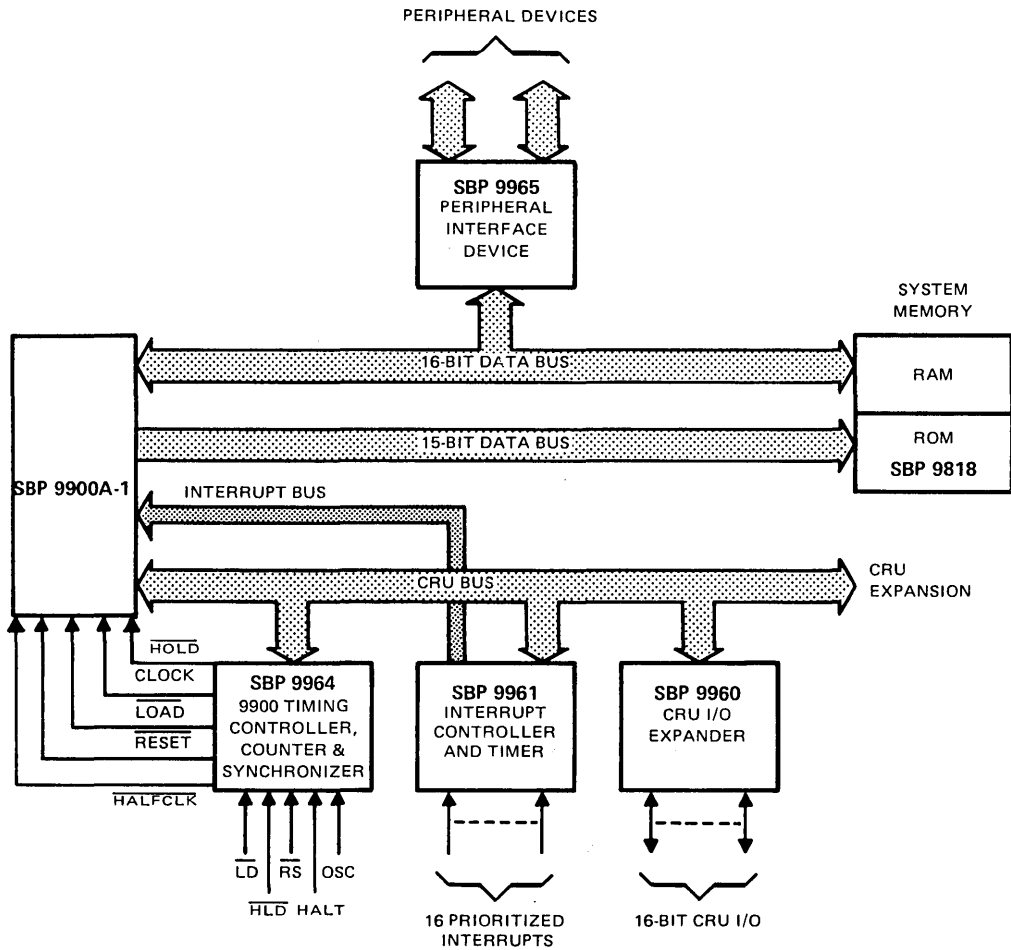 PERIPHERAL DEVICES
SBP 9965
PERIPHERAL
INTERFACE
DEVICE
SYSTEM
MEMORY
16-BIT DATA BUS
RAM
15-BIT DATA BUS
ROM
SBP 9818
SBP 9900A-1
INTERRUPT BUS
CRU BUS
CRU
EXPANSION
HOLD
CLOCK
LOAD
RESET
HALFCLK
SBP 9964
9900 TIMING
CONTROLLER,
COUNTER &
SYNCHRONIZER
SBP 9961
INTERRUPT
CONTROLLER
AND TIMER
SBP 9960
CRU I/O
EXPANDER
LD RS OSC
HLD HALT
16 PRIORITIZED
INTERRUPTS
16-BIT CRU I/O